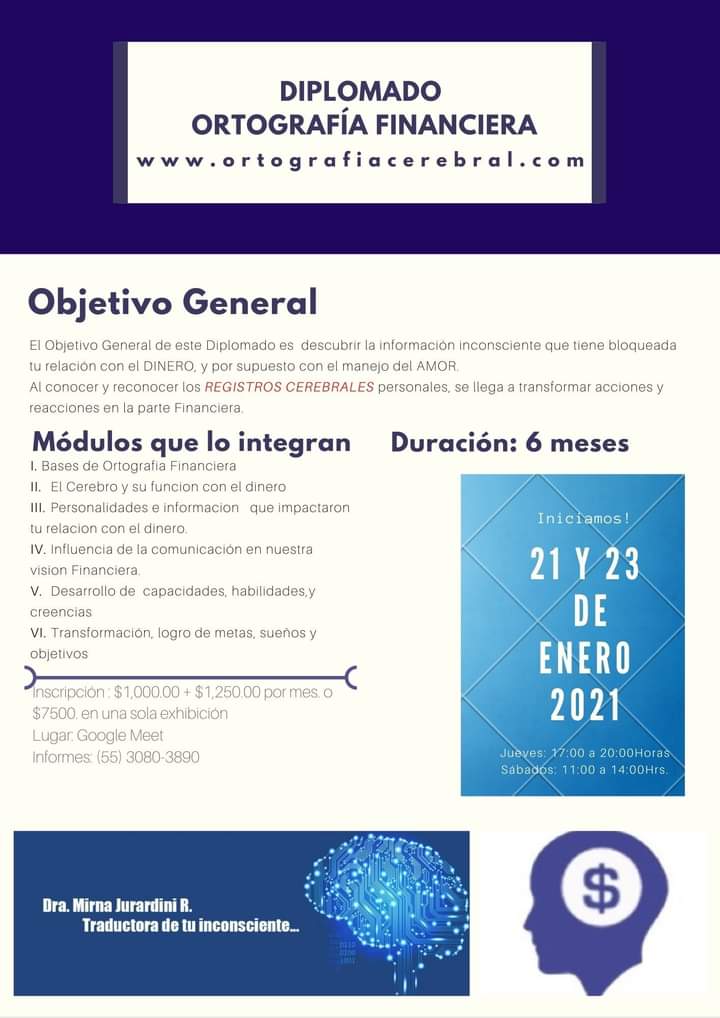 DIPLOMADO
ORTOGRAFÍA FINANCIERA
www.ortografiacerebral.com
Objetivo General
El Objetivo General de este Diplomado es descubrir la información inconsciente que tiene bloqueada
tu relación con el DINERO, y por supuesto con el manejo del AMOR.
Al conocer y reconocer los REGISTROS CEREBRALES personales, se llega a transformar acciones y
reacciones en la parte Financiera.
Módulos que lo integran
I. Bases de Ortografia Financiera
II. El Cerebro y su funcion con el dinero
III. Personalidades e informacion que impactaron
tu relacion con el dinero.
IV. Influencia de la comunicación en nuestra
vision Financiera.
V. Desarrollo de capacidades, habilidades,y
creencias
VI. Transformación, logro de metas, sueños y
objetivos
Inscripción : $1,000.00 + $1,250.00 por mes. o
$7500. en una sola exhibición
Lugar: Google Meet
Informes: (55) 3080-3890
Duración: 6 meses
Iniciamos!
21 Y 23
DE
ENERO
2021
Jueves: 17:00 a 20:00Horas
Sábados: 11:00 a 14:00Hrs.
Dra. Mirna Jurardini R.
Traductora de tu inconsciente...
0110
0100
1001
$